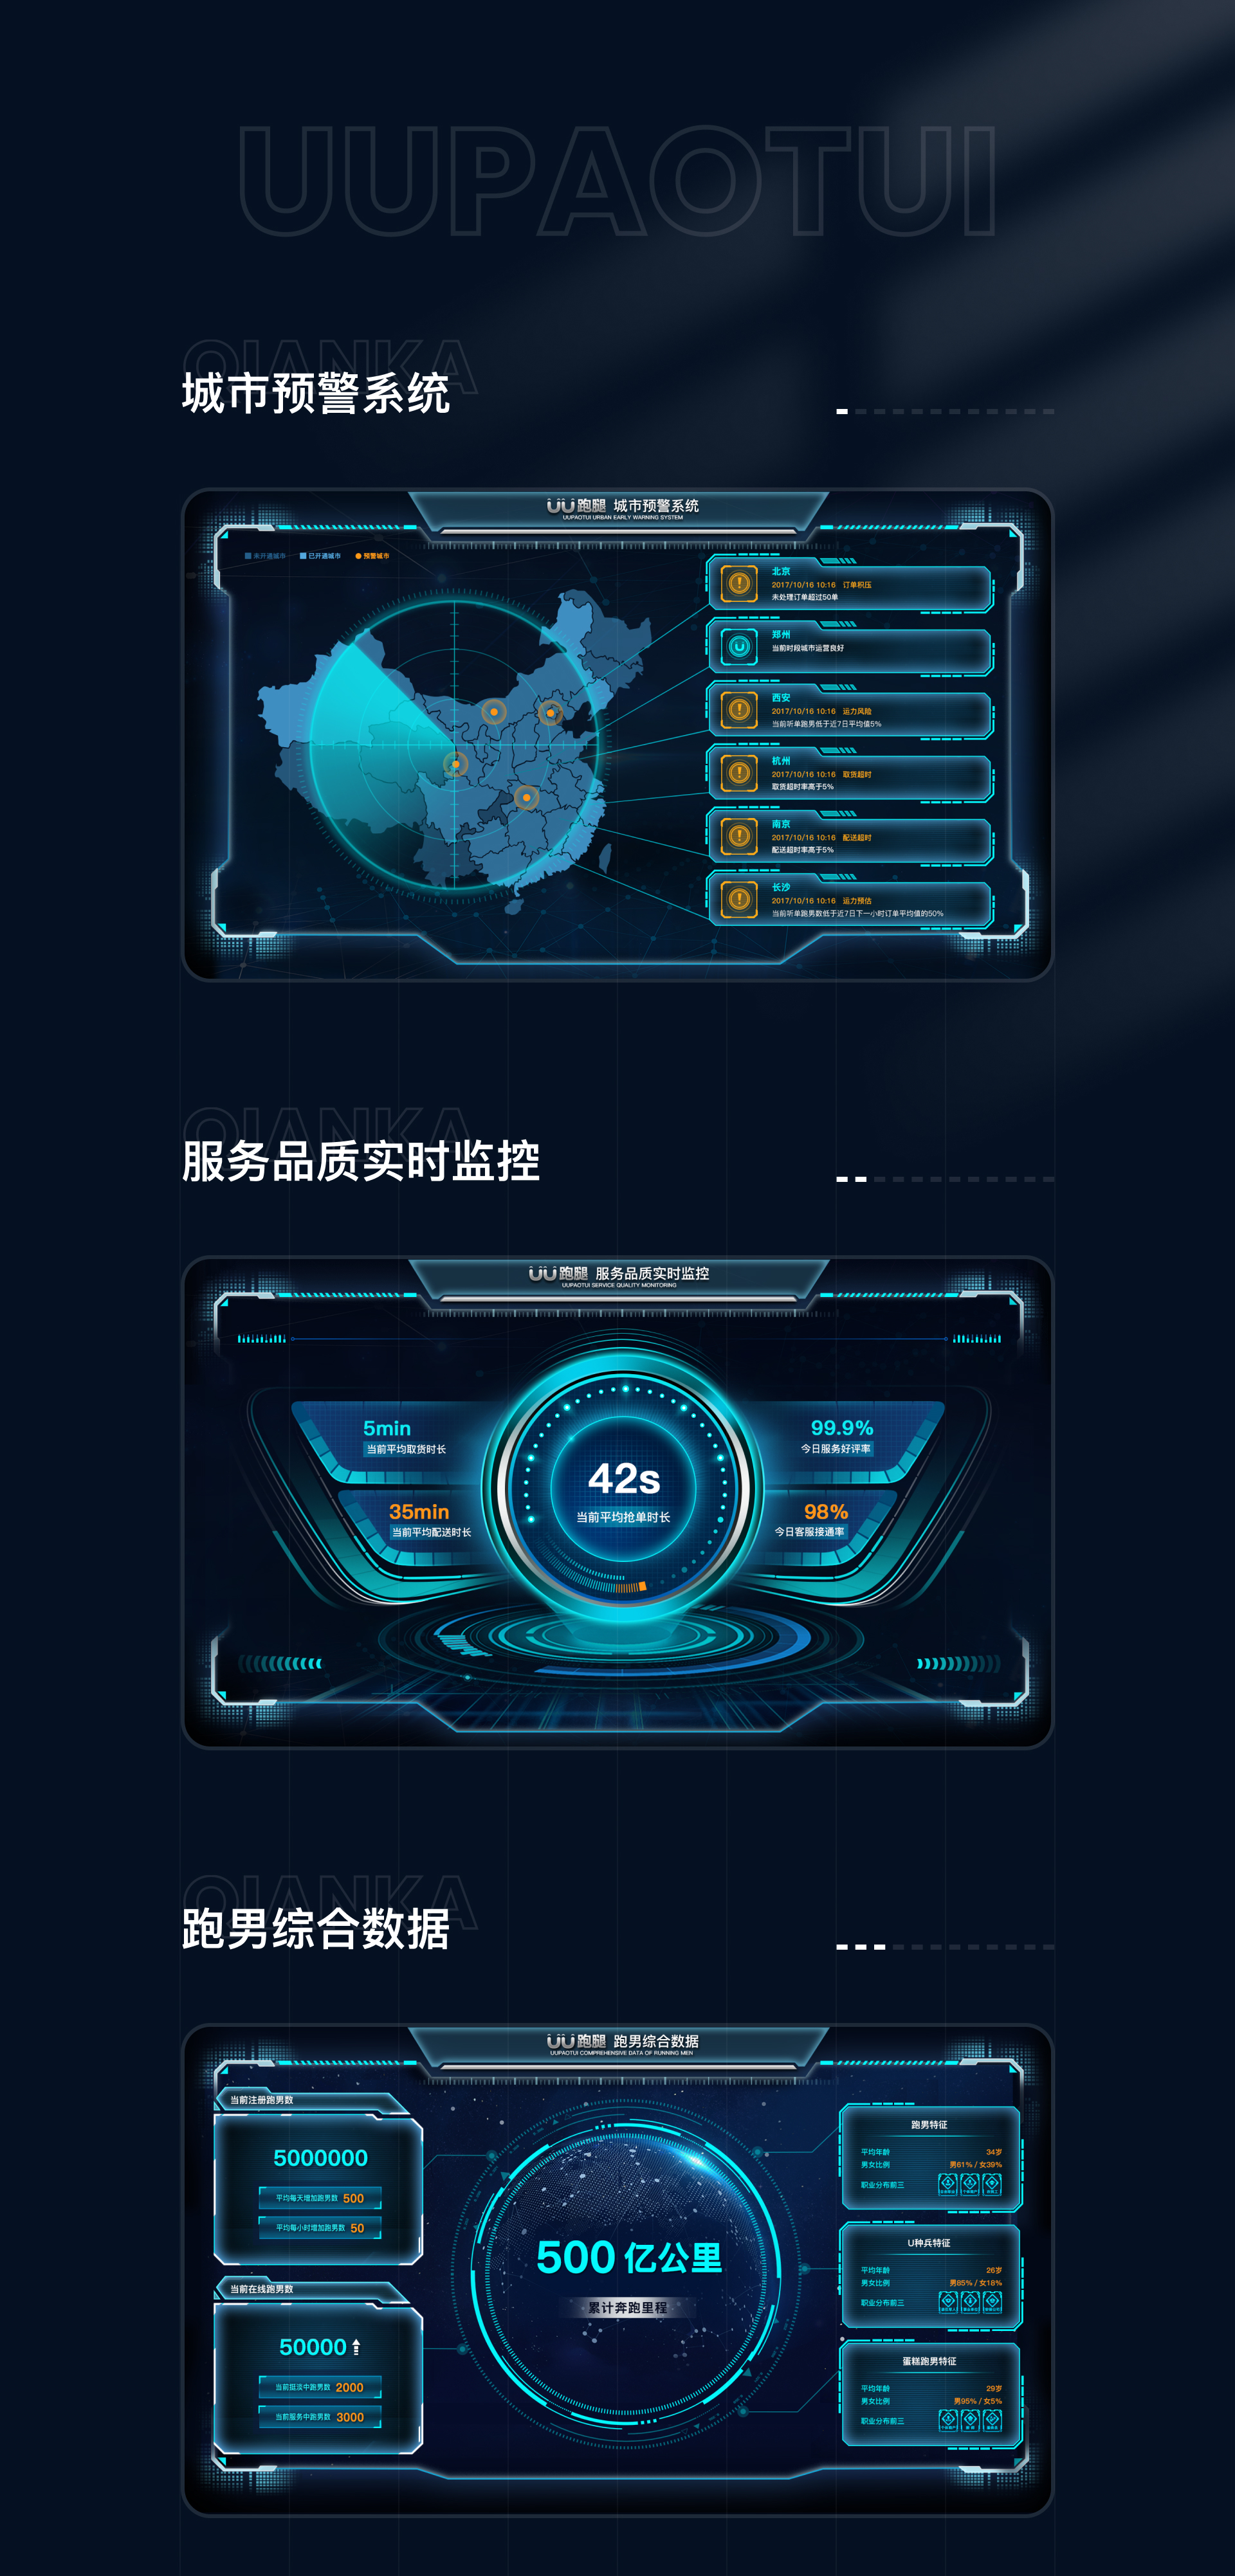 UUPAOTUI
QIANKA
城市预警系统
UU跑腿 城市预警系统
UUPAOTUI URBAN EARLY WARNING SYSTEM
未开通城市 已开通城市 预警城市
北京
2017/10/16 10:16 订单积压
未处理订单超过50单
郑州
当前时段城市运营良好
西安
2017/10/16 10:16 运力风险
当前听单跑男低于近7日平均值5%
杭州
2017/10/16 10:16 取货超时
取货超时率高于5%
南京
2017/10/16 10:16 配送超时
配送超时率高于5%
长沙
2017/10/16 10:16 运力预估
当前听单跑男数低于近7日下一小时订单平均值的50%
QIANKA
服务品质实时监控
UU跑腿 服务品质实时监控
UUPAOTUI SERVICE QUALITY MONITORING
5min
当前平均取货时长
35min
当前平均配送时长
42s
当前平均抢单时长
99.9%
今日服务好评率
98%
今日客服接通率
QIANKA
跑男综合数据
UU跑腿 跑男综合数据
UUPAOTUI COMPREHENSIVE DATA OF RUNNING MEN
当前注册跑男数
5000000
平均每天增加跑男数 500
平均每小时增加跑男数 50
当前在线跑男数
50000
当前挺淡中跑男数 2000
当前服务中跑男数 3000
500 亿公里
累计奔跑里程
跑男特征
平均年龄 34岁
男女比例 男61% / 女39%
职业分布前三
U种兵特征
平均年龄 26岁
男女比例 男85% / 女18%
职业分布前三
蛋糕跑男特征
平均年龄 29岁
男女比例 男95% / 女5%
职业分布前三